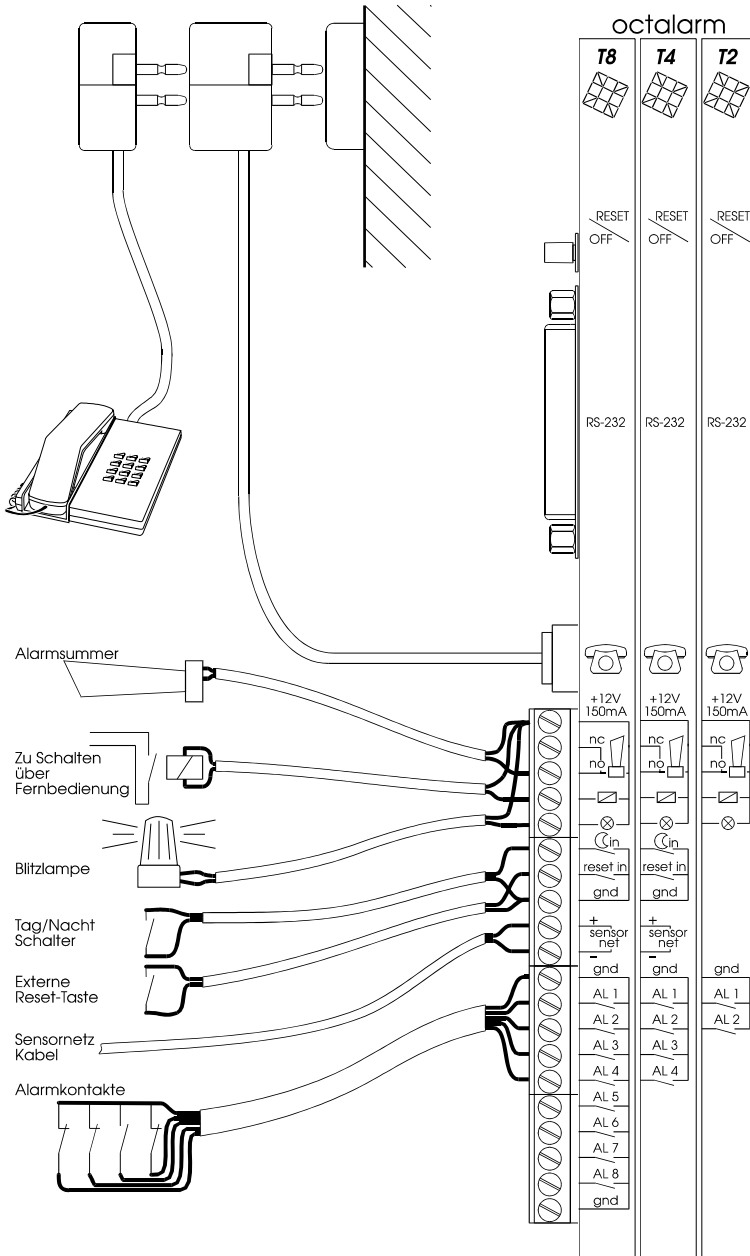 octalarm
T8 T4 T2
RESET RESET RESET
OFF OFF OFF
RS-232 RS-232 RS-232
Alarmsummer
+12V +12V +12V
150mA 150mA 150mA
nc nc nc
no no no
Zu Schalten
über
Fernbedienung
in in
Blitzlampe
reset in reset in
gnd gnd
Tag/Nacht
Schalter
+ +
sensor sensor
net net
- -
Externe
Reset-Taste
gnd gnd gnd
AL 1 AL 1 AL 1
AL 2 AL 2 AL 2
Sensornetz
Kabel
AL 3 AL 3
AL 4 AL 4
Alarmkontakte
AL 5
AL 6
AL 7
AL 8
gnd